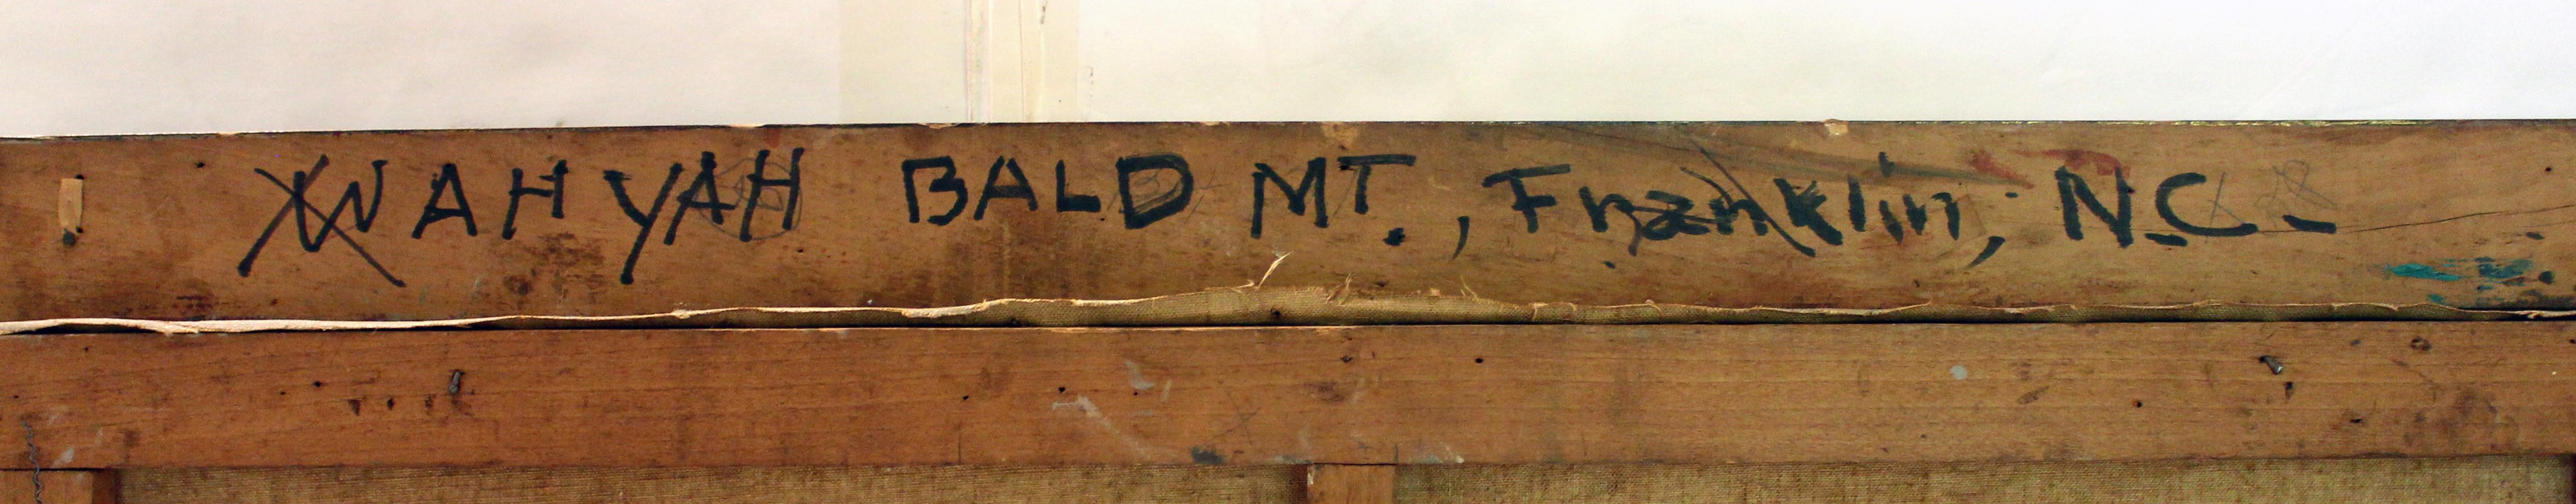 WAH YAH BALD MT., Franklin, N.C.